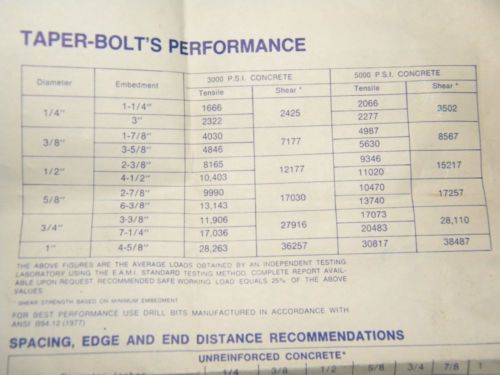 TAPER-BOLT'S PERFORMANCE
3000 P.S.I. CONCRETE 5000 P.S.I. CONCRETE
Diameter Embedment Tensile Shear * Tensile Shear *
1/4" 1-1/4" 1666 2425 2066 3502
3" 2322 2277
3/8" 1-7/8" 4030 7177 4987 8567
3-5/8" 4846 5630
1/2" 2-3/8" 8165 12177 9346 15217
4-1/2" 10,403 11020
5/8" 2-7/8" 9990 17030 10470 17257
6-3/8" 13,143 13740
3/4" 3-3/8" 11,906 27916 17073 28,110
7-1/4" 17,036 20483
1" 4-5/8" 28,263 36257 30817 38487
THE ABOVE FIGURES ARE THE AVERAGE LOADS OBTAINED BY AN INDEPENDENT TESTING
LABORATORY USING THE E.A.M.I. STANDARD TESTING METHOD. COMPLETE REPORT AVAIL-
ABLE UPON REQUEST. RECOMMENDED SAFE WORKING LOAD EQUALS 25% OF THE ABOVE
VALUES.
* SHEAR STRENGTH BASED ON MINIMUM EMBEDMENT
FOR BEST PERFORMANCE USE DRILL BITS MANUFACTURED IN ACCORDANCE WITH
ANSI B94.12 (1977)
SPACING, EDGE AND END DISTANCE RECOMMENDATIONS
UNREINFORCED CONCRETE*
1/4 3/8 1/2 5/8 3/4 7/8 1